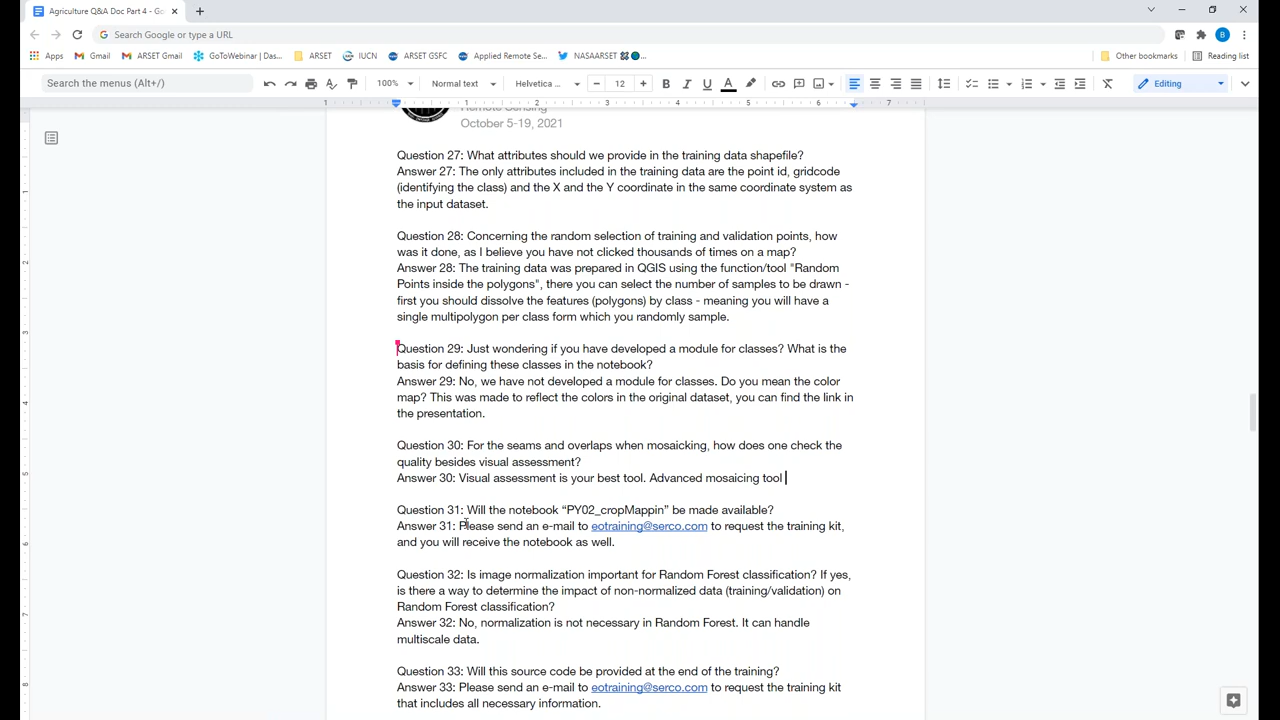 Agriculture Q&A Doc Part 4 - Go
Search Google or type a URL
Apps
Gmail
ARSET Gmail
GoToWebinar | Das...
ARSET
IUCN
ARSET GSFC
Applied Remote Se...
NASAARSET
Other bookmarks
Reading list
Search the menus (Alt+/)
100%
Normal text
Helvetica ...
12
Editing
Remote Sensing
October 5-19, 2021
Question 27: What attributes should we provide in the training data shapefile?
Answer 27: The only attributes included in the training data are the point id, gridcode
(identifying the class) and the X and the Y coordinate in the same coordinate system as
the input dataset.
Question 28: Concerning the random selection of training and validation points, how
was it done, as I believe you have not clicked thousands of times on a map?
Answer 28: The training data was prepared in QGIS using the function/tool "Random
Points inside the polygons", there you can select the number of samples to be drawn -
first you should dissolve the features (polygons) by class - meaning you will have a
single multipolygon per class form which you randomly sample.
Question 29: Just wondering if you have developed a module for classes? What is the
basis for defining these classes in the notebook?
Answer 29: No, we have not developed a module for classes. Do you mean the color
map? This was made to reflect the colors in the original dataset, you can find the link in
the presentation.
Question 30: For the seams and overlaps when mosaicking, how does one check the
quality besides visual assessment?
Answer 30: Visual assessment is your best tool. Advanced mosaicing tool
Question 31: Will the notebook “PY02_cropMappin” be made available?
Answer 31: Please send an e-mail to eotraining@serco.com to request the training kit,
and you will receive the notebook as well.
Question 32: Is image normalization important for Random Forest classification? If yes,
is there a way to determine the impact of non-normalized data (training/validation) on
Random Forest classification?
Answer 32: No, normalization is not necessary in Random Forest. It can handle
multiscale data.
Question 33: Will this source code be provided at the end of the training?
Answer 33: Please send an e-mail to eotraining@serco.com to request the training kit
that includes all necessary information.